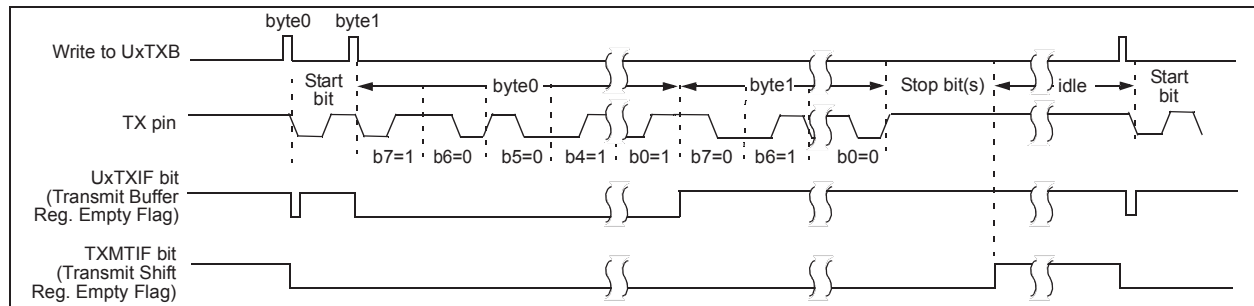 byte0 byte1
Write to UxTXB
Start bit
byte0
byte1
Stop bit(s)
idle
Start bit
TX pin
b7=1 b6=0 b5=0 b4=1 b0=1 b7=0 b6=1 b0=0
UxTXIF bit
(Transmit Buffer
Reg. Empty Flag)
TXMTIF bit
(Transmit Shift
Reg. Empty Flag)